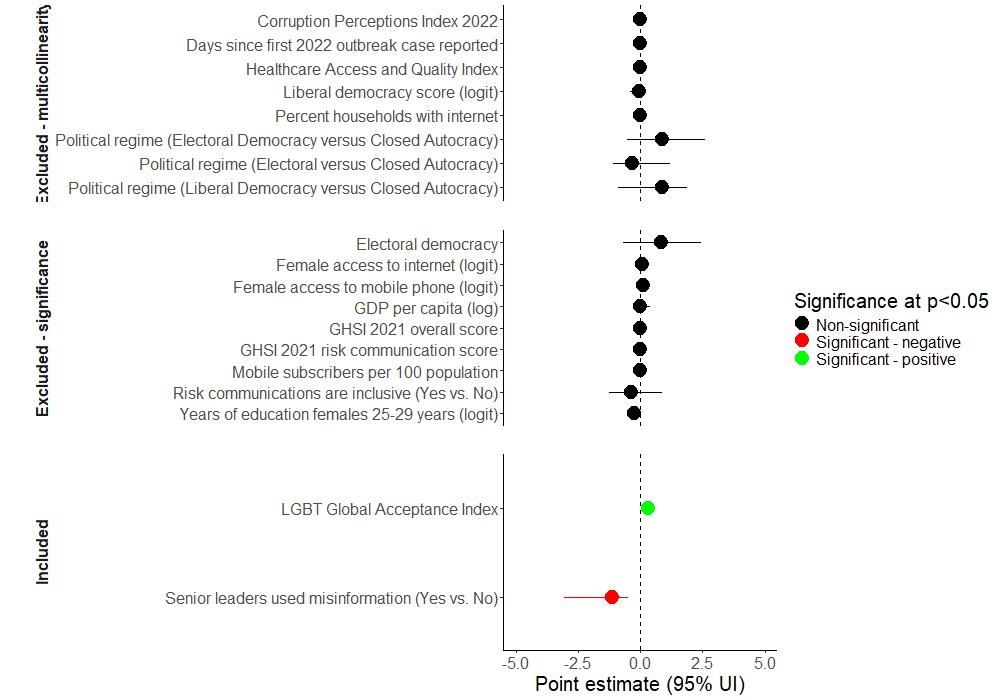 Excluded - multicollinearity
Corruption Perceptions Index 2022
Days since first 2022 outbreak case reported
Healthcare Access and Quality Index
Liberal democracy score (logit)
Percent households with internet
Political regime (Electoral Democracy versus Closed Autocracy)
Political regime (Electoral versus Closed Autocracy)
Political regime (Liberal Democracy versus Closed Autocracy)
Excluded - significance
Electoral democracy
Female access to internet (logit)
Female access to mobile phone (logit)
GDP per capita (log)
GHSI 2021 overall score
GHSI 2021 risk communication score
Mobile subscribers per 100 population
Risk communications are inclusive (Yes vs. No)
Years of education females 25-29 years (logit)
Included
LGBT Global Acceptance Index
Senior leaders used misinformation (Yes vs. No)
-5.0 -2.5 0.0 2.5 5.0
Point estimate (95% UI)
Significance at p<0.05
Non-significant
Significant - negative
Significant - positive